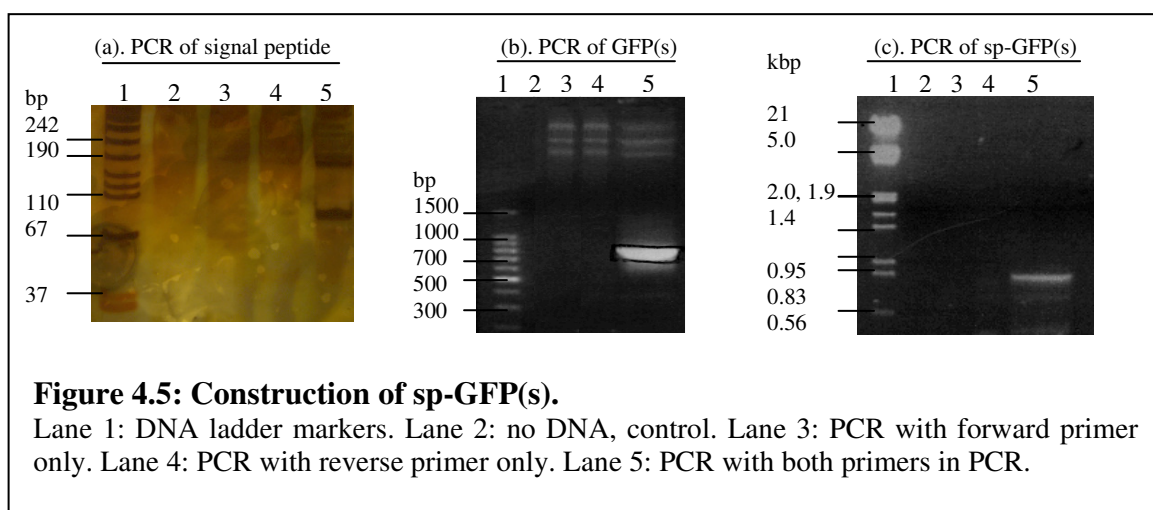 (a). PCR of signal peptide
bp
1 2 3 4 5
242
190
110
67
37
(b). PCR of GFP(s)
1 2 3 4 5
bp
1500
1000
700
500
300
(c). PCR of sp-GFP(s)
kbp
1 2 3 4 5
21
5.0
2.0, 1.9
1.4
0.95
0.83
0.56
Figure 4.5: Construction of sp-GFP(s).
Lane 1: DNA ladder markers. Lane 2: no DNA, control. Lane 3: PCR with forward primer
only. Lane 4: PCR with reverse primer only. Lane 5: PCR with both primers in PCR.